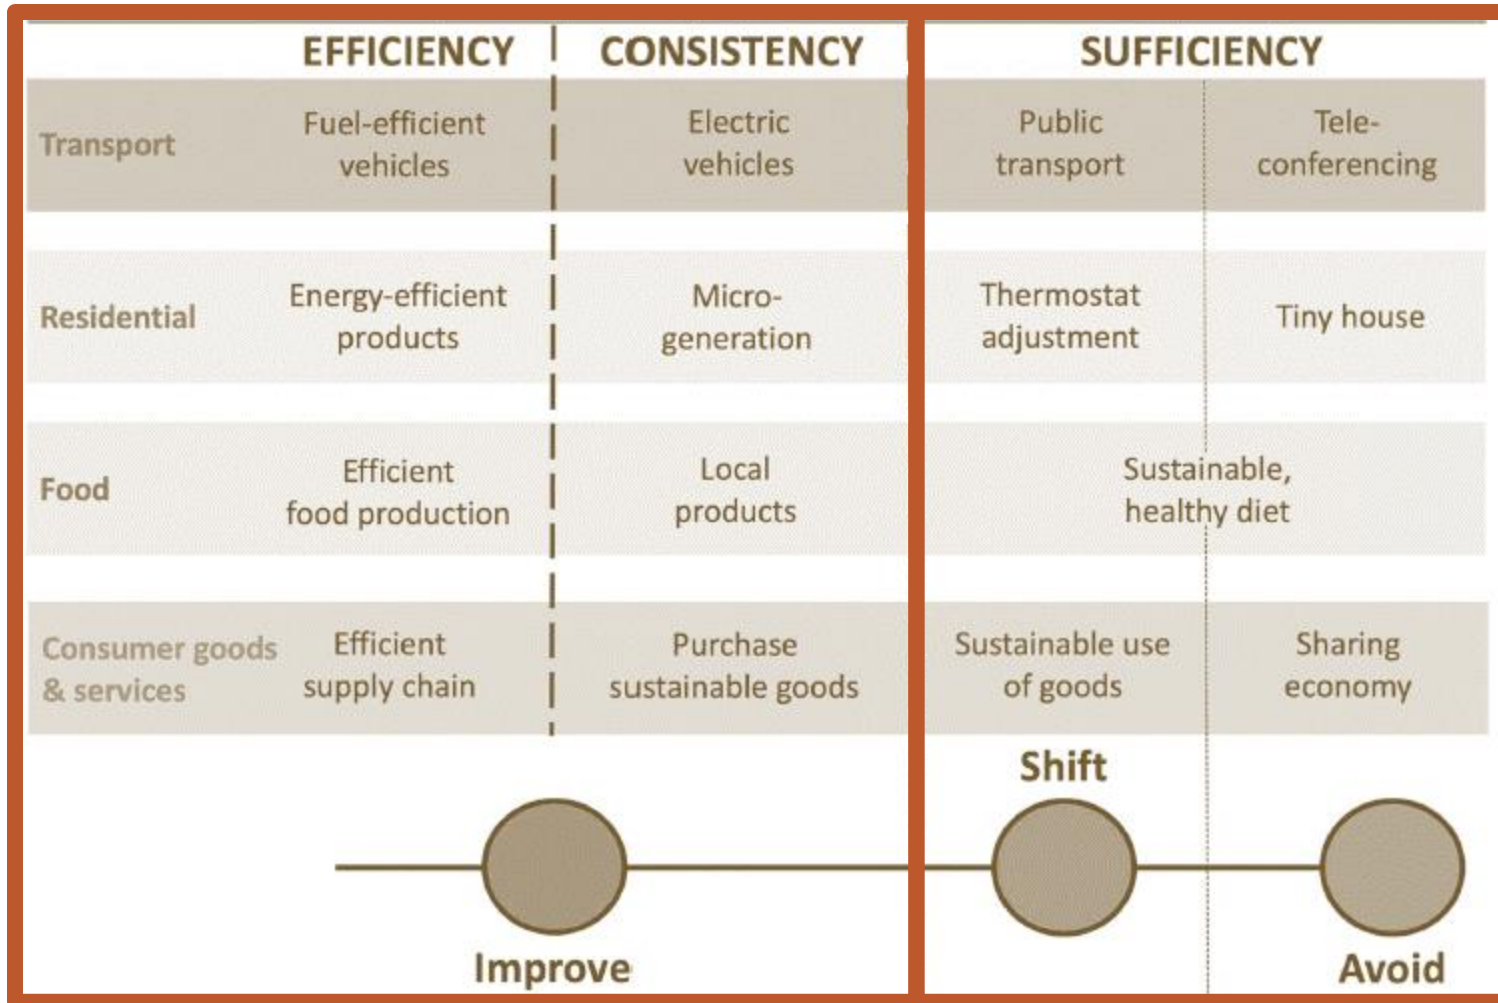 EFFICIENCY
CONSISTENCY
SUFFICIENCY
Transport
Fuel-efficient
vehicles
Electric
vehicles
Public
transport
Tele-
conferencing
Residential
Energy-efficient
products
Micro-
generation
Thermostat
adjustment
Tiny house
Food
Efficient
food production
Local
products
Sustainable,
healthy diet
Consumer goods
& services
Efficient
supply chain
Purchase
sustainable goods
Sustainable use
of goods
Sharing
economy
Shift
Improve
Avoid